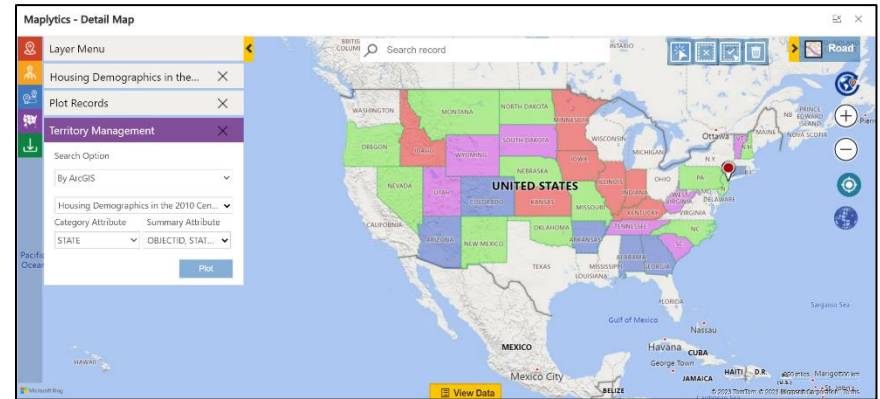 Maplytics - Detail Map
Layer Menu
Housing Demographics in the...
Plot Records
Territory Management
Search Option
By ArcGIS
Housing Demographics in the 2010 Cen...
Category Attribute Summary Attribute
STATE OBJECTID, STAT...
Plot
Search record
Road
ONTARIO
WASHINGTON
MONTANA
NORTH DAKOTA
MINNESOTA
Ottawa
MAINE
NB
PRINCE
EDWARD
ISLAND
NOVA SCOTIA
OREGON
IDAHO
WYOMING
SOUTH DAKOTA
WISCONSIN
MICHIGAN
N.Y.
VT
NH
NEVADA
UTAH
COLORADO
NEBRASKA
IOWA
ILLINOIS
INDIANA
OHIO
PA
UNITED STATES
KANSAS
MISSOURI
KENTUCKY
WEST
VIRGINIA
VIRGINIA
DELAWARE
CALIFORNIA
ARIZONA
NEW MEXICO
OKLAHOMA
ARKANSAS
TENNESSEE
NC
SC
TEXAS
LOUISIANA
MISSISSIPPI
ALABAMA
GEORGIA
FLORIDA
Pacific
Ocean
HAWAII
Gulf of Mexico
Sargasso Sea
Nassau
MEXICO
Havana
CUBA
George Town
Mexico City
JAMAICA
HAITI
D.R.
BELIZE
Microsoft Bing
View Data